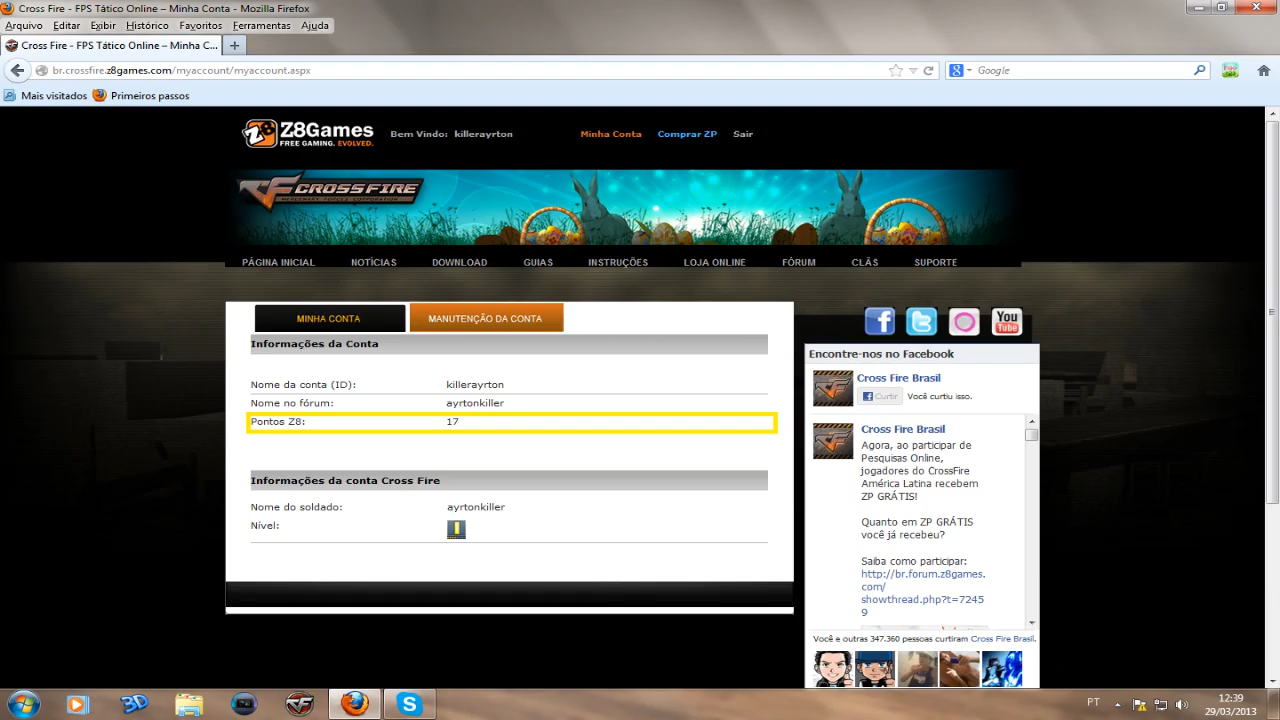 Cross Fire - FPS Tático Online – Minha Conta - Mozilla Firefox
Arquivo Editar Exibir Histórico Favoritos Ferramentas Ajuda
Cross Fire - FPS Tático Online – Minha C...
br.crossfire.z8games.com/myaccount/myaccount.aspx
Google
Mais visitados Primeiros passos
Z8Games
FREE GAMING. EVOLVED.
Bem Vindo: killerayrton
Minha Conta Comprar ZP Sair
CROSSFIRE
MERCENARY FORCES CORPORATION
PÁGINA INICIAL NOTÍCIAS DOWNLOAD GUIAS INSTRUÇÕES LOJA ONLINE FÓRUM CLÃS SUPORTE
MINHA CONTA MANUTENÇÃO DA CONTA
Informações da Conta
Nome da conta (ID): killerayrton
Nome no fórum: ayrtonkiller
Pontos Z8: 17
Informações da conta Cross Fire
Nome do soldado: ayrtonkiller
Nível:
You
Tube
Encontre-nos no Facebook
Cross Fire Brasil
Curtir Você curtiu isso.
Cross Fire Brasil
Agora, ao participar de
Pesquisas Online,
jogadores do CrossFire
América Latina recebem
ZP GRÁTIS!
Quanto em ZP GRÁTIS
você já recebeu?
Saiba como participar:
http://br.forum.z8games.
com/
showthread.php?t=7245
9
Você e outras 347.360 pessoas curtiram Cross Fire Brasil.
PT
12:39
29/03/2013